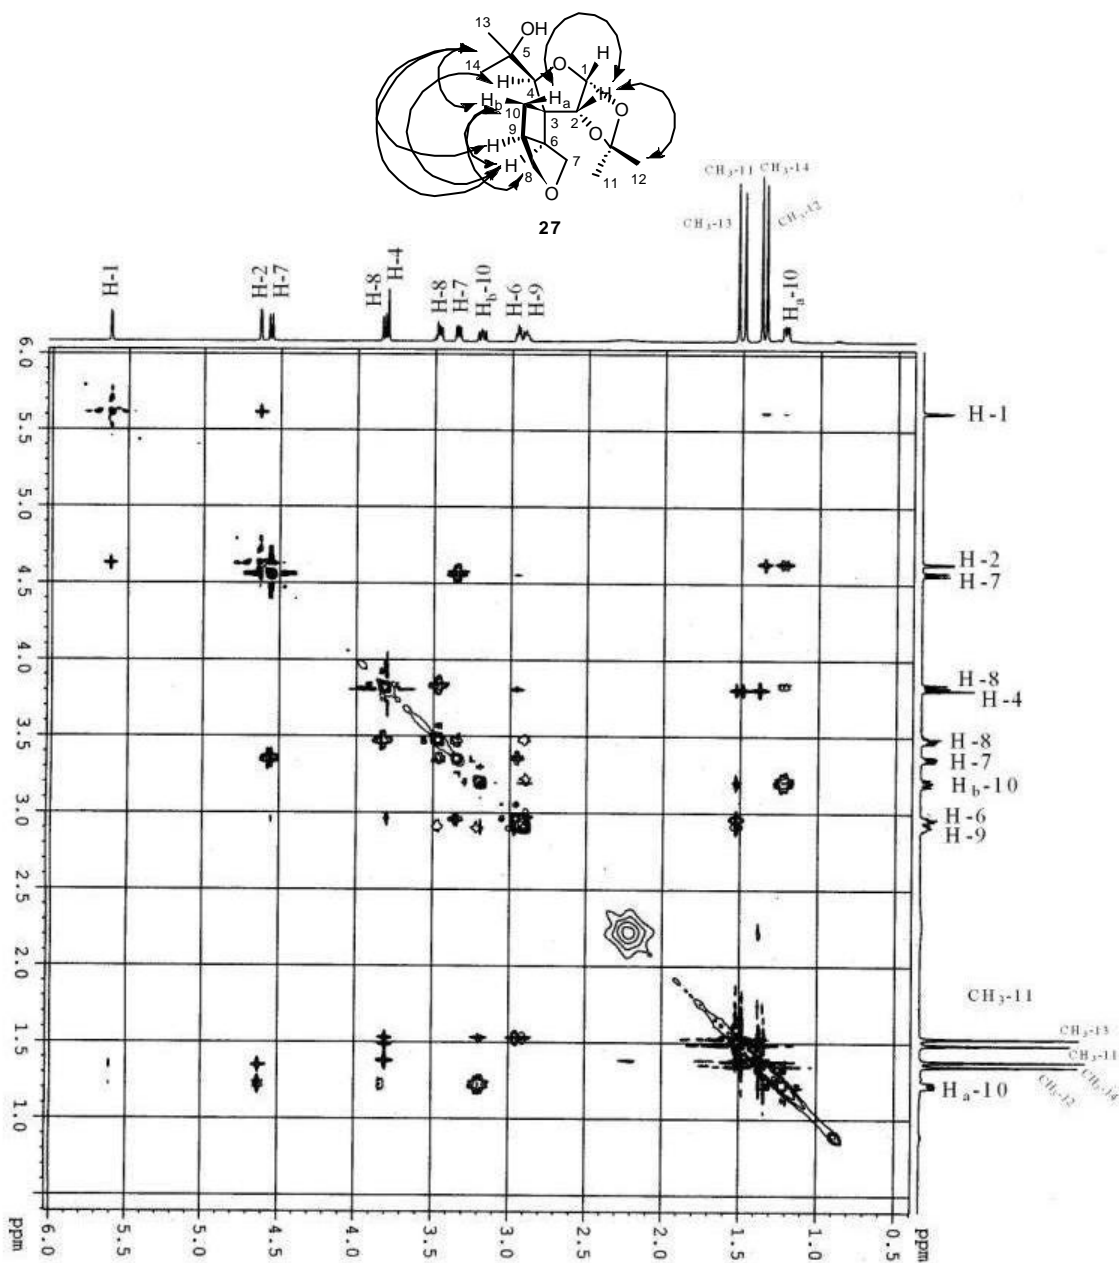 13 OH
5 H
14 O 1
H 4 H
H b H a O
10
3 2
9 O
H 6
H 7
8 11 12
O
27
CH3-11 CH3-14
CH3-13 CH3-12
H-1 H-2 H-7 H-8 H-4 H-8 H-7 Hb-10 H-6 H-9 Ha-10
6.0
5.5
5.0
4.5
4.0
3.5
3.0
2.5
2.0
1.5
1.0
ppm
H-1
H-2
H-7
H-8
H-4
H-8
H-7
Hb-10
H-6
H-9
CH3-11
CH3-13
CH3-11
CH3-14
CH3-12
Ha-10
6.0 5.5 5.0 4.5 4.0 3.5 3.0 2.5 2.0 1.5 1.0 0.5 ppm